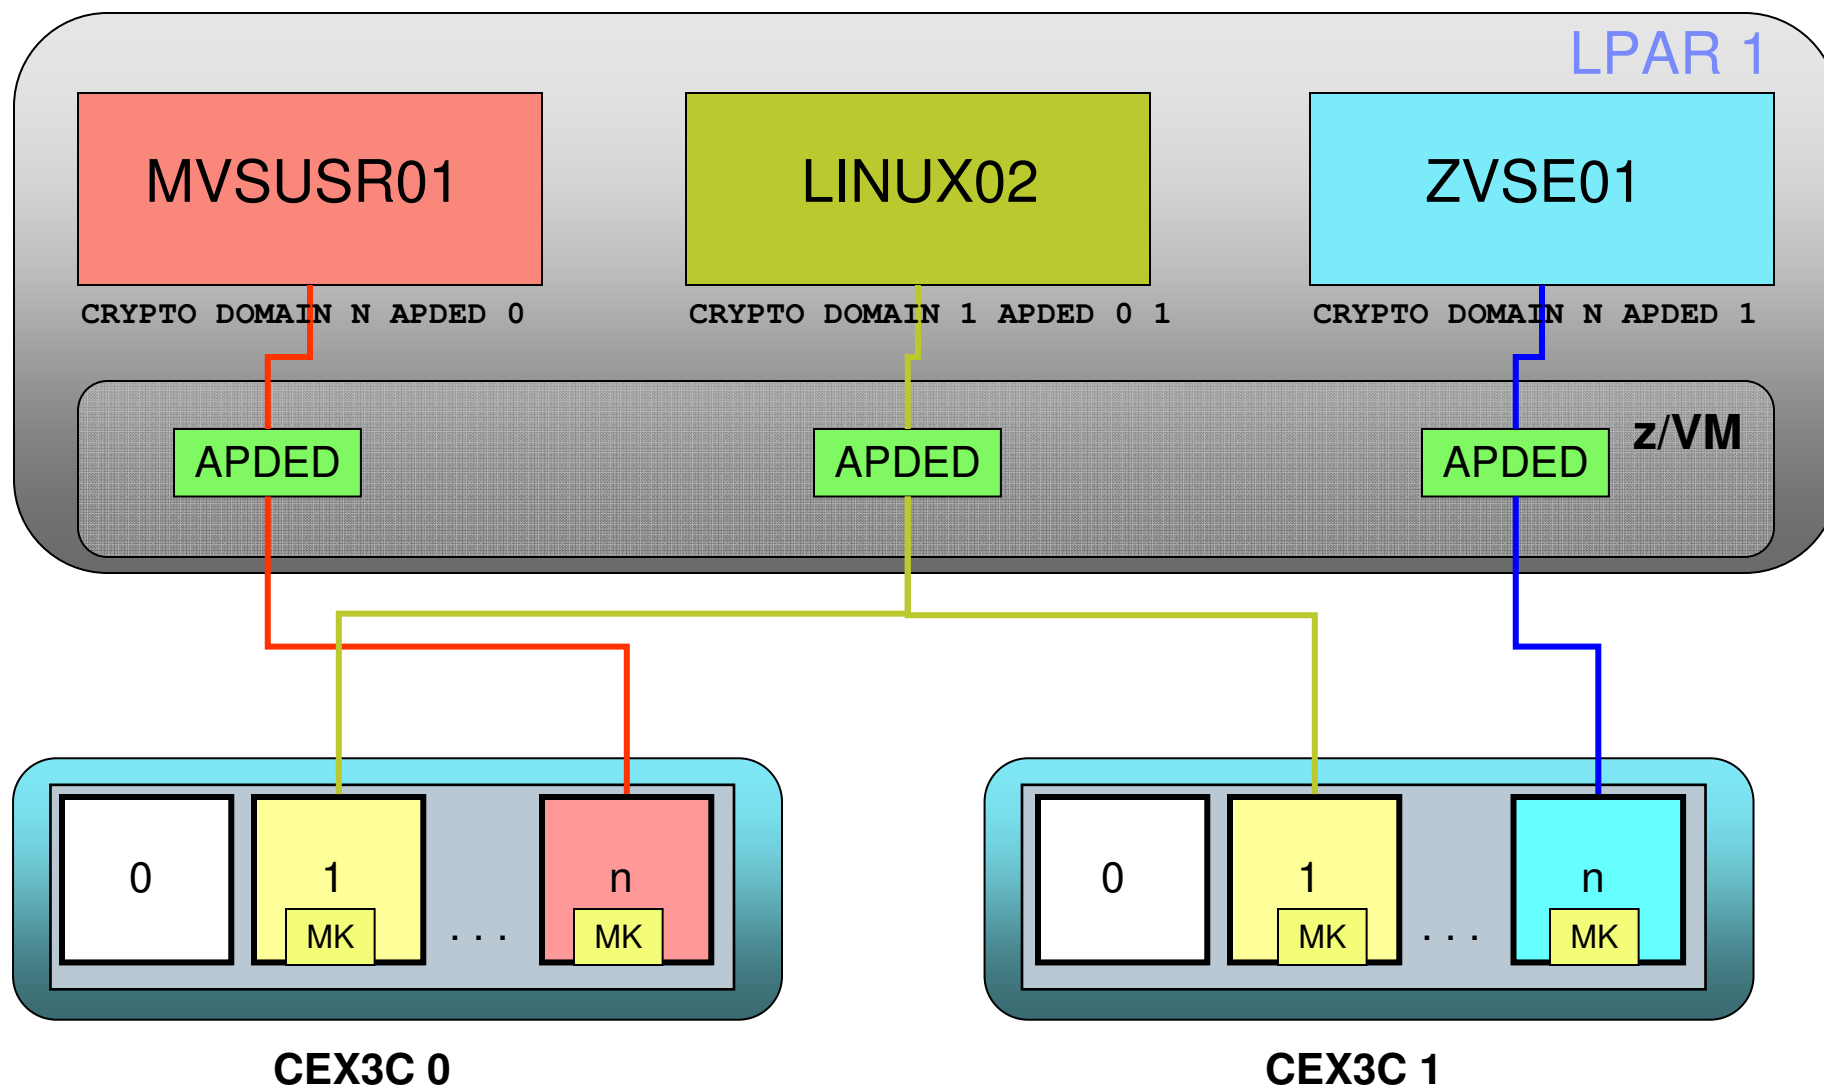 LPAR 1
MVSUSR01
LINUX02
ZVSE01
CRYPTO DOMAIN N APDED 0
CRYPTO DOMAIN 1 APDED 0 1
CRYPTO DOMAIN N APDED 1
z/VM
APDED
APDED
APDED
0
1
n
MK
. . .
MK
0
1
n
MK
. . .
MK
CEX3C 0
CEX3C 1